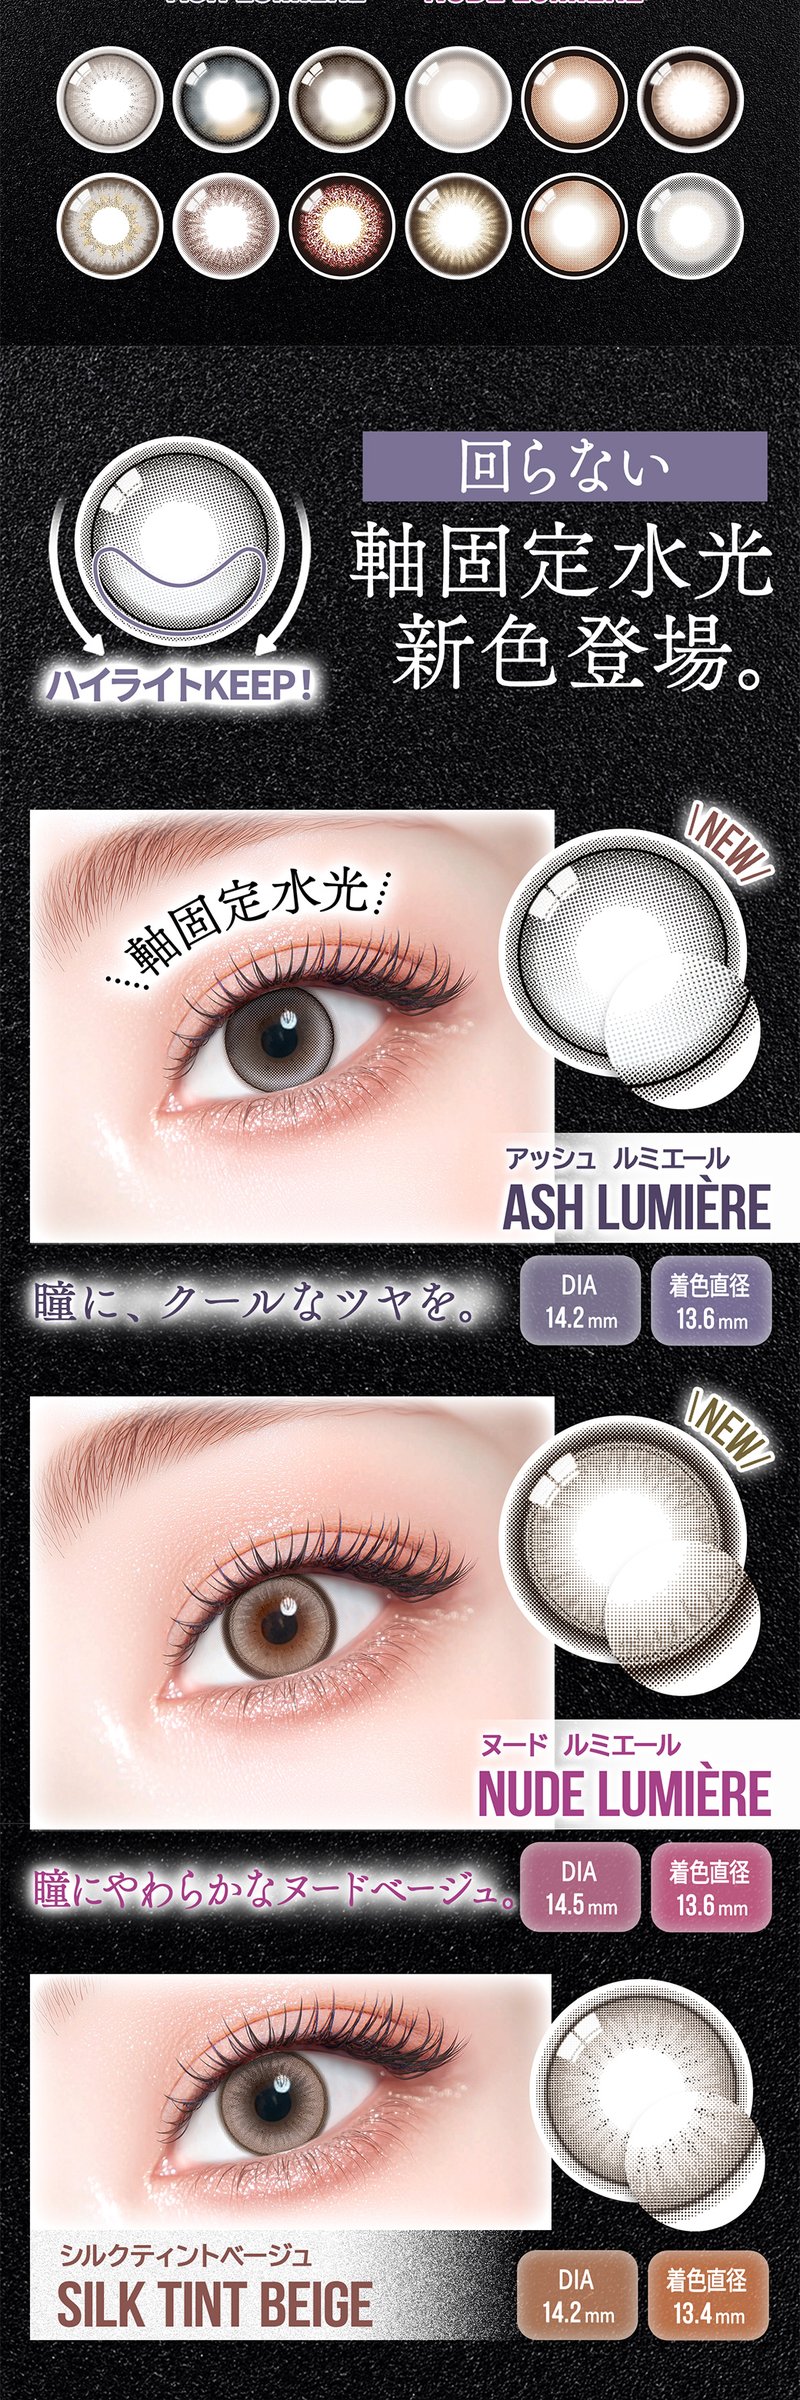 ASH LUMIÈRE
NUDE LUMIÈRE
回らない
軸固定水光
新色登場。
ハイライトKEEP!
\NEW/
軸固定水光
アッシュ ルミエール
ASH LUMIÈRE
瞳に、クールなツヤを。
DIA
14.2mm
着色直径
13.6mm
\NEW/
ヌード ルミエール
NUDE LUMIÈRE
瞳にやわらかなヌードベージュ。
DIA
14.5mm
着色直径
13.6mm
シルクティントベージュ
SILK TINT BEIGE
DIA
14.2mm
着色直径
13.4mm